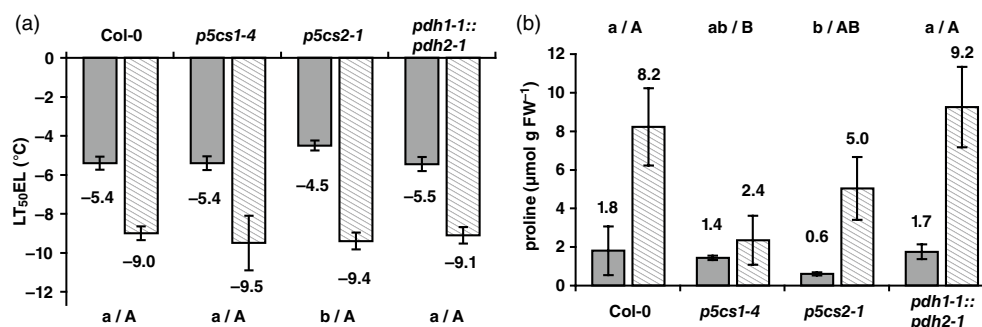 (a)
Col-0 p5cs1-4 p5cs2-1 pdh1-1::
pdh2-1
LT₅₀EL (°C)
0
−2
−4
−6
−8
−10
−12
−5.4 −9.0 −5.4 −9.5 −4.5 −9.4 −5.5 −9.1
a / A a / A b / A a / A
(b)
a / A ab / B b / AB a / A
proline (µmol g FW⁻¹)
12
10
8
6
4
2
0
1.8 8.2 1.4 2.4 0.6 5.0 1.7 9.2
Col-0 p5cs1-4 p5cs2-1 pdh1-1::
pdh2-1